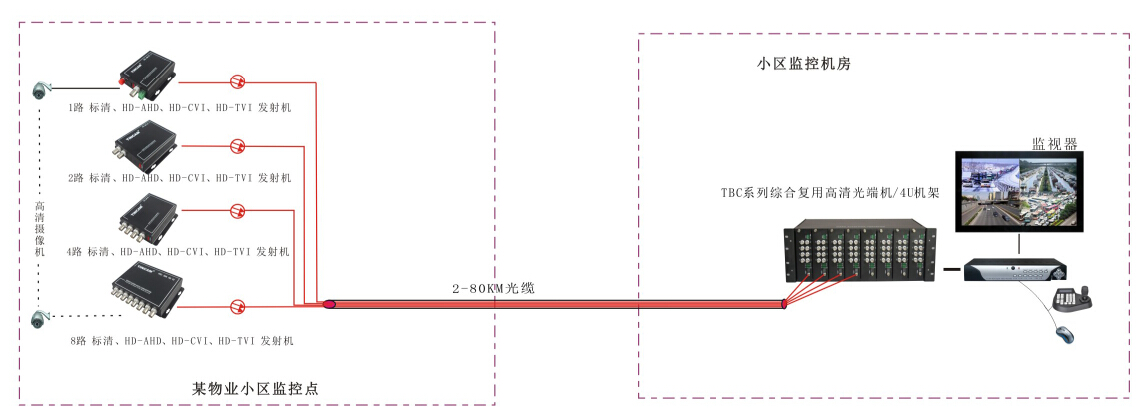 1路 标清、HD-AHD、HD-CVI、HD-TVI 发射机
2路 标清、HD-AHD、HD-CVI、HD-TVI 发射机
高清摄像机
4路 标清、HD-AHD、HD-CVI、HD-TVI 发射机
8路 标清、HD-AHD、HD-CVI、HD-TVI 发射机
某物业小区监控点
2-80KM光缆
小区监控机房
监视器
TBC系列综合复用高清光端机/4U机架